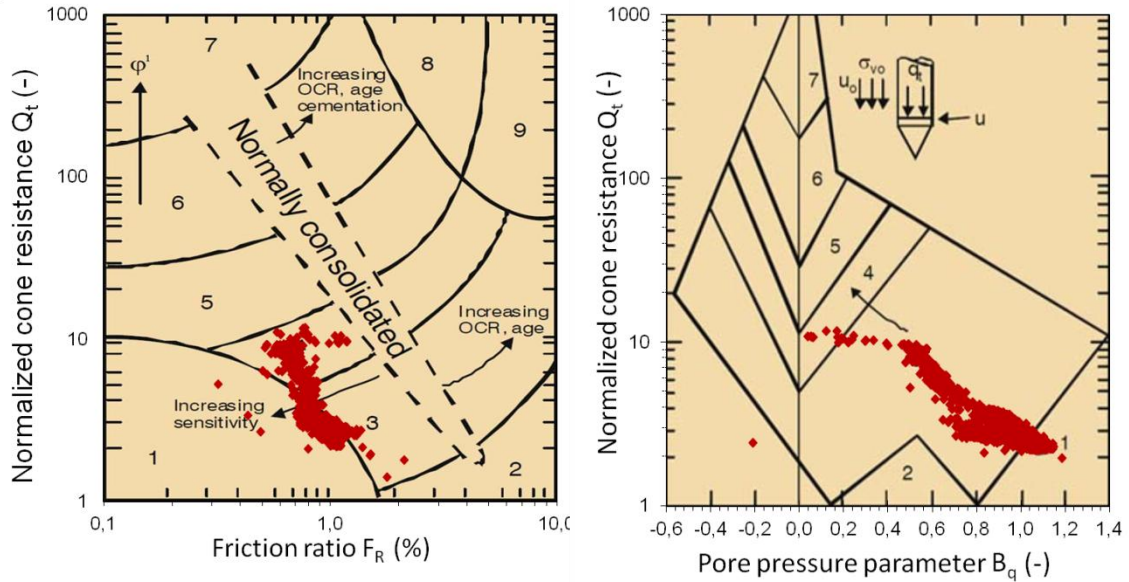 Normalized cone resistance Qt (-)
1000
100
10
1
φ'
7
8
9
6
5
4
3
1
2
Increasing
OCR, age
cementation
Normally consolidated
Increasing
OCR, age
Increasing
sensitivity
0,1
1,0
10,0
Friction ratio FR (%)
Normalized cone resistance Qt (-)
1000
100
10
1
7
6
5
4
1
2
σvo
uo
qt
u
-0,6
-0,4
-0,2
0,0
0,2
0,4
0,6
0,8
1,0
1,2
1,4
Pore pressure parameter Bq (-)